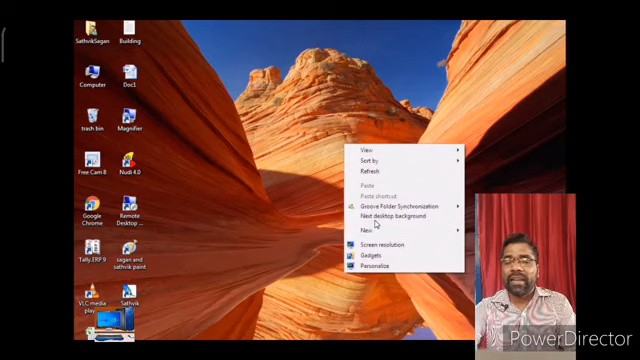 SathvikSagan
Building
Computer
Doc1
trash bin
Magnifier
Free Cam 8
Nudi 4.0
Google
Chrome
Remote
Desktop ...
Tally.ERP 9
sagan and
sathvik paint
VLC media
play
Sathvik
View
Sort by
Refresh
Paste
Paste shortcut
Groove Folder Synchronization
Next desktop background
New
Screen resolution
Gadgets
Personalize
PowerDirector